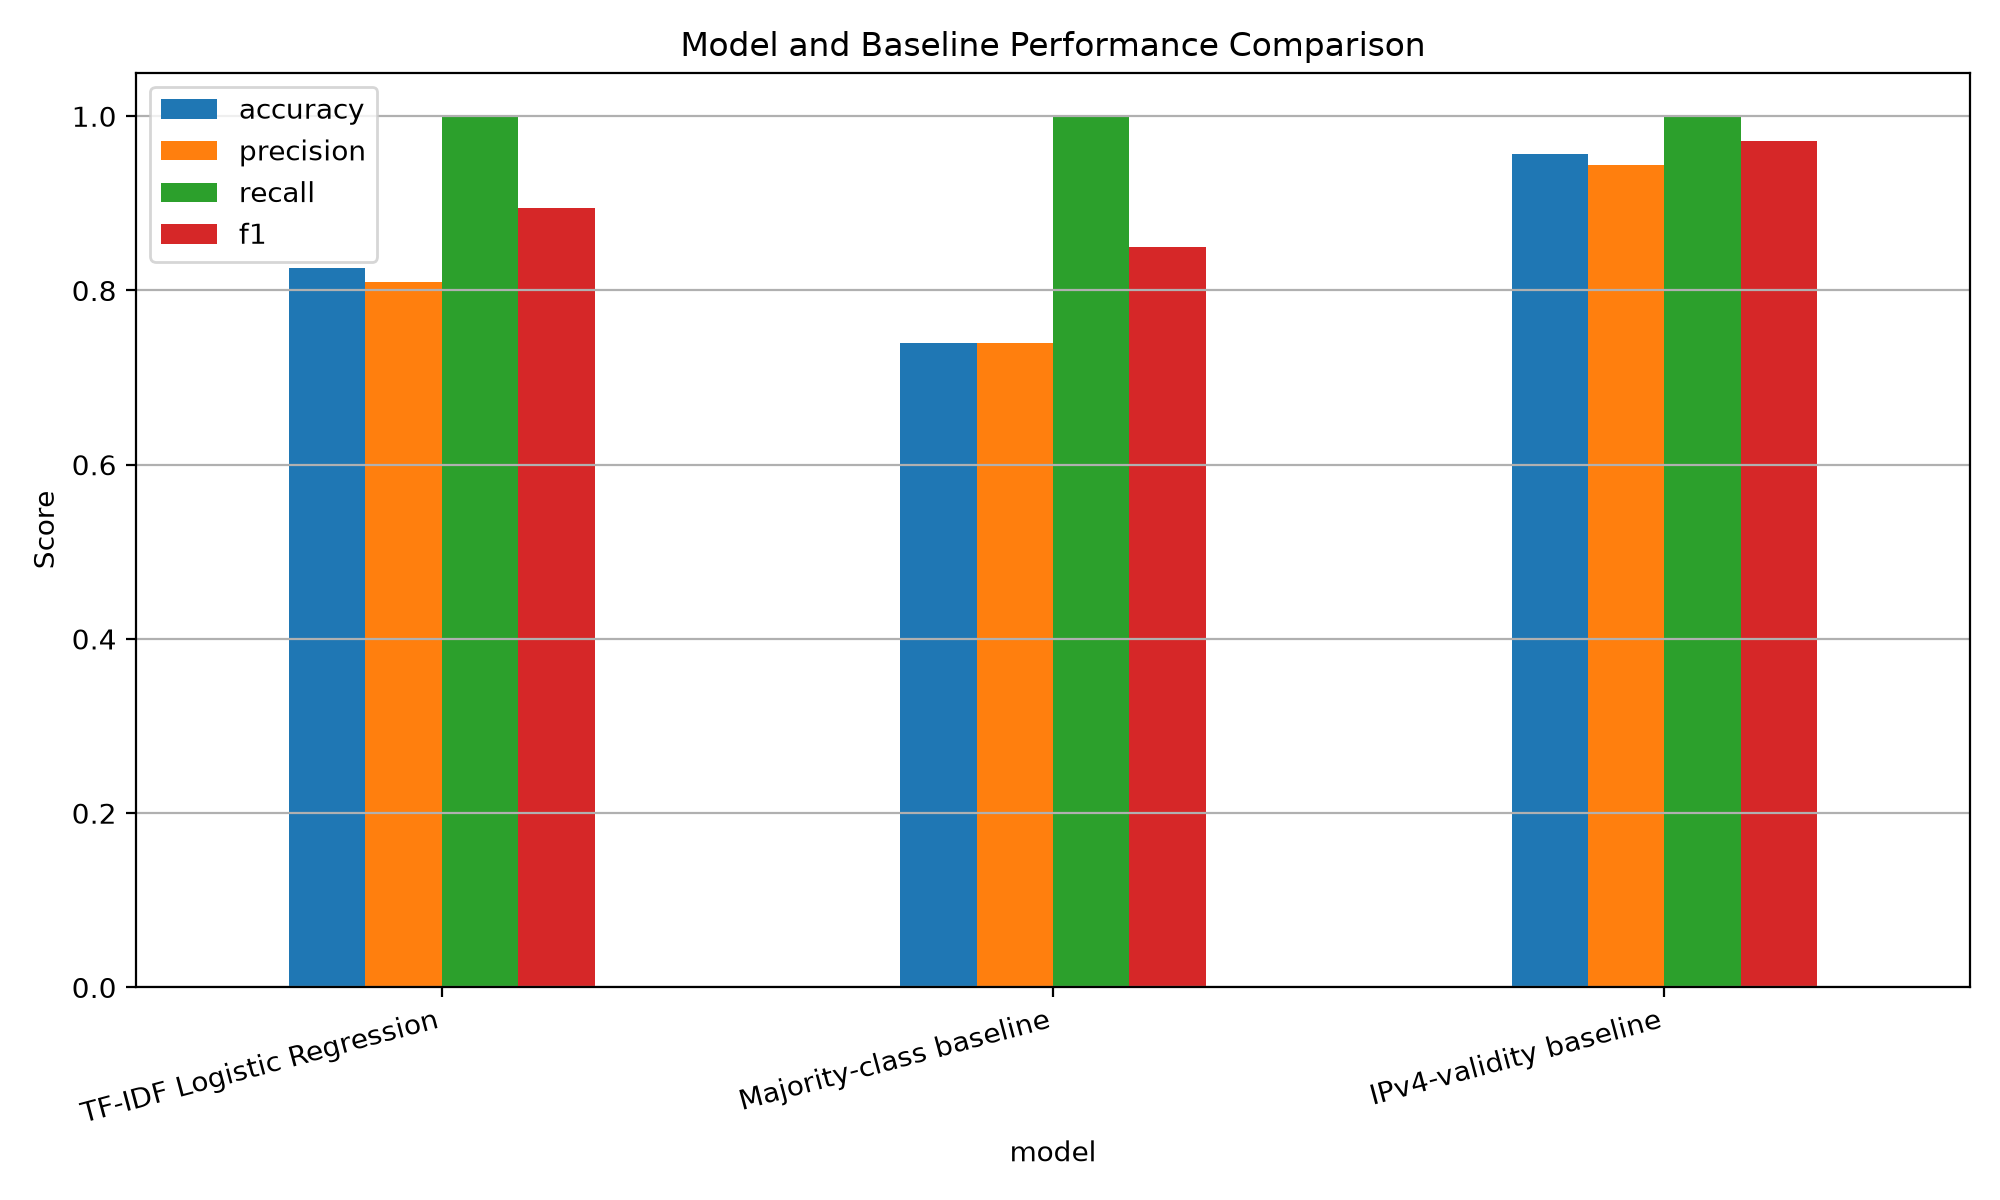 Model and Baseline Performance Comparison
accuracy
precision
recall
f1
1.0
0.8
0.6
0.4
0.2
0.0
Score
TF-IDF Logistic Regression
Majority-class baseline
IPv4-validity baseline
model